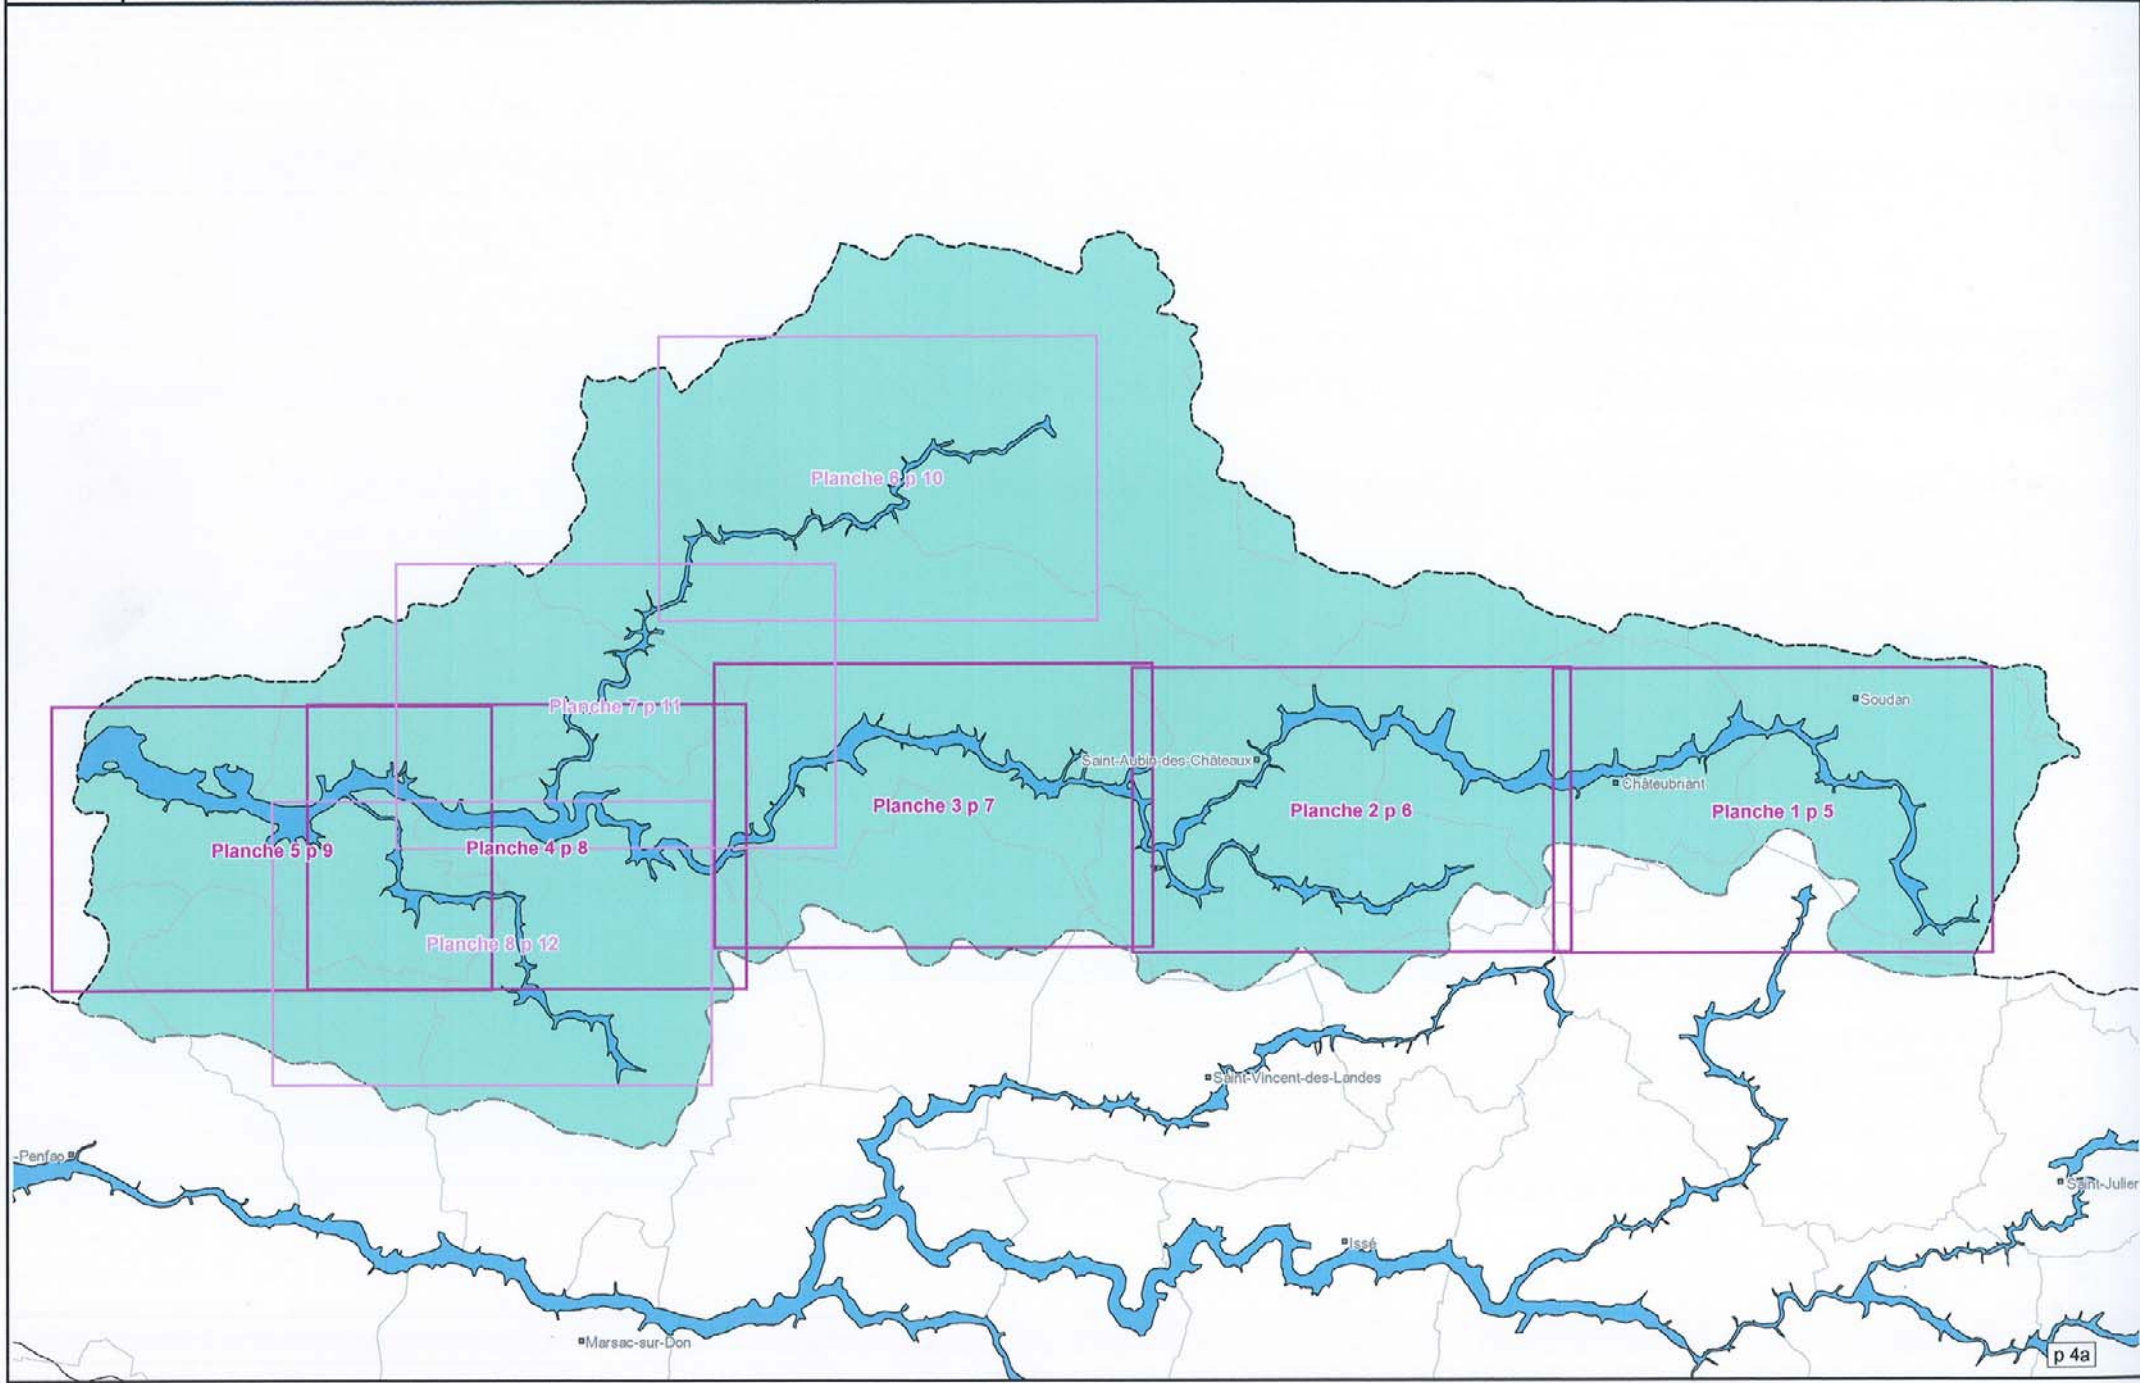 Planche 6 p 10
Soudan
Planche 7 p 11
Saint-Aubin-des-Châteaux
Châteubriant
Planche 3 p 7
Planche 2 p 6
Planche 1 p 5
Planche 5 p 9
Planche 4 p 8
Planche 8 p 12
Saint-Vincent-des-Landes
-Penfao
Saint-Julier
Issé
Marsac-sur-Don
p 4a